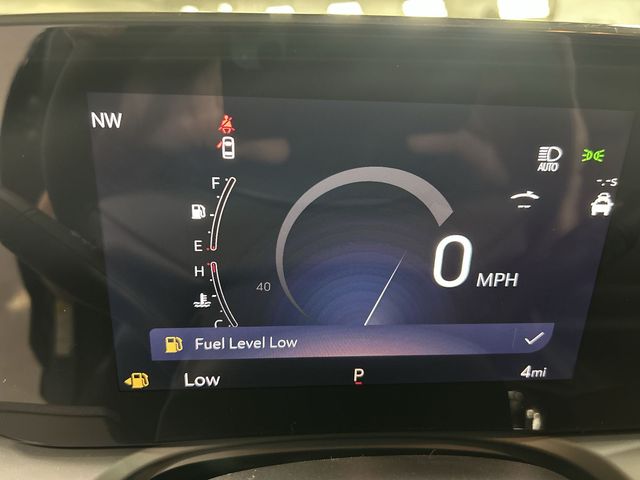 NW
AUTO
-.-s
F
E
H
C
40
0 MPH
Fuel Level Low
Low
P
4mi